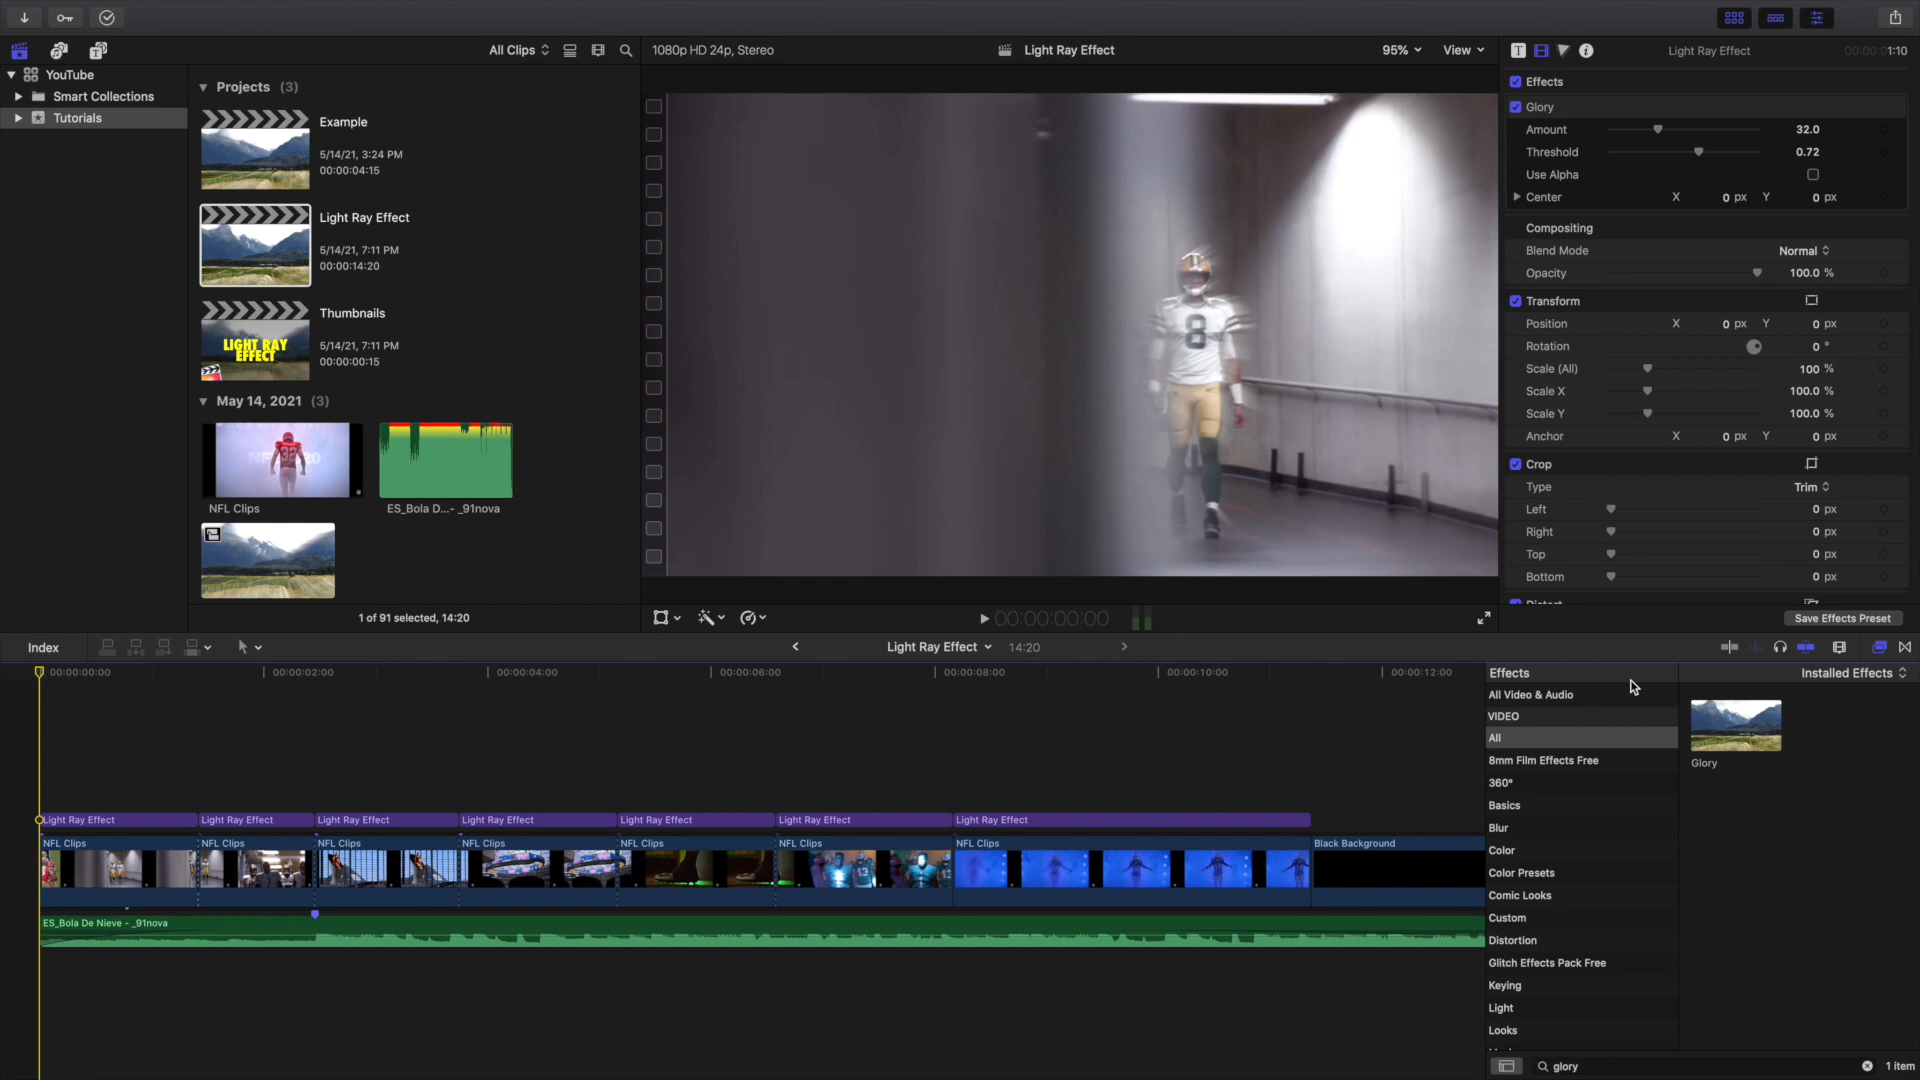 All Clips
1080p HD 24p, Stereo
Light Ray Effect
95%
View
Light Ray Effect
00:00:01:10
YouTube
Smart Collections
Tutorials
Projects (3)
Example
5/14/21, 3:24 PM
00:00:04:15
Light Ray Effect
5/14/21, 7:11 PM
00:00:14:20
Thumbnails
5/14/21, 7:11 PM
00:00:00:15
LIGHT RAY
EFFECT
May 14, 2021 (3)
NFL Clips
ES_Bola D...- _91nova
1 of 91 selected, 14:20
8
Effects
Glory
Amount 32.0
Threshold 0.72
Use Alpha
Center X 0 px Y 0 px
Compositing
Blend Mode Normal
Opacity 100.0 %
Transform
Position X 0 px Y 0 px
Rotation 0 °
Scale (All) 100 %
Scale X 100.0 %
Scale Y 100.0 %
Anchor X 0 px Y 0 px
Crop
Type Trim
Left 0 px
Right 0 px
Top 0 px
Bottom 0 px
00:00:00:00
Save Effects Preset
Index
Light Ray Effect
14:20
00:00:00:00
00:00:02:00
00:00:04:00
00:00:06:00
00:00:08:00
00:00:10:00
00:00:12:00
Light Ray Effect
Light Ray Effect
Light Ray Effect
Light Ray Effect
Light Ray Effect
Light Ray Effect
Light Ray Effect
NFL Clips
NFL Clips
NFL Clips
NFL Clips
NFL Clips
NFL Clips
NFL Clips
Black Background
ES_Bola De Nieve - _91nova
Effects
Installed Effects
All Video & Audio
VIDEO
All
8mm Film Effects Free
360°
Basics
Blur
Color
Color Presets
Comic Looks
Custom
Distortion
Glitch Effects Pack Free
Keying
Light
Looks
Glory
glory
1 item